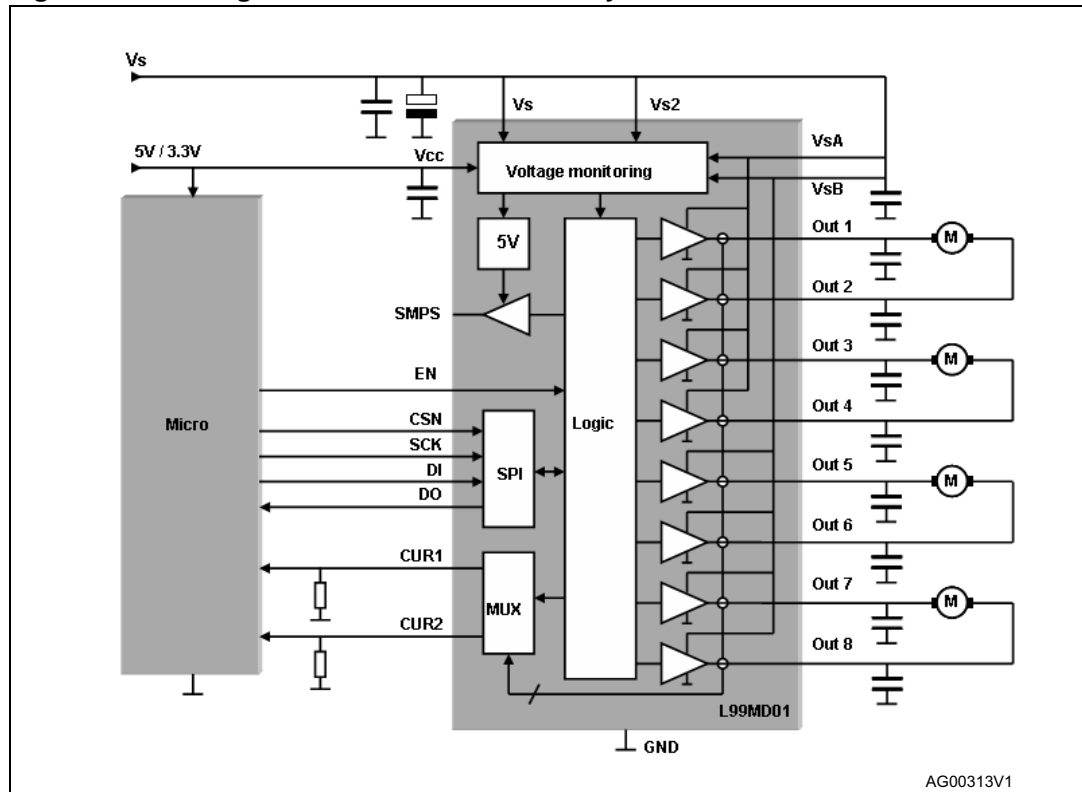 Vs
Vs
Vs2
VsA
5V / 3.3V
Vcc
Voltage monitoring
VsB
Out 1
M
5V
Out 2
SMPS
Out 3
M
EN
Out 4
Micro
CSN
Logic
SCK
Out 5
DI
SPI
M
DO
Out 6
CUR1
Out 7
MUX
M
CUR2
Out 8
L99MD01
GND
AG00313V1